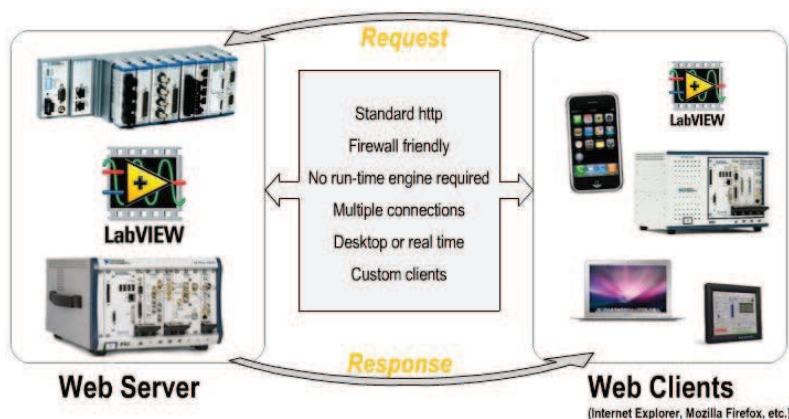 Request
LabVIEW
Standard http
Firewall friendly
No run-time engine required
Multiple connections
Desktop or real time
Custom clients
LabVIEW
Response
Web Server
Web Clients
(Internet Explorer, Mozilla Firefox, etc.)